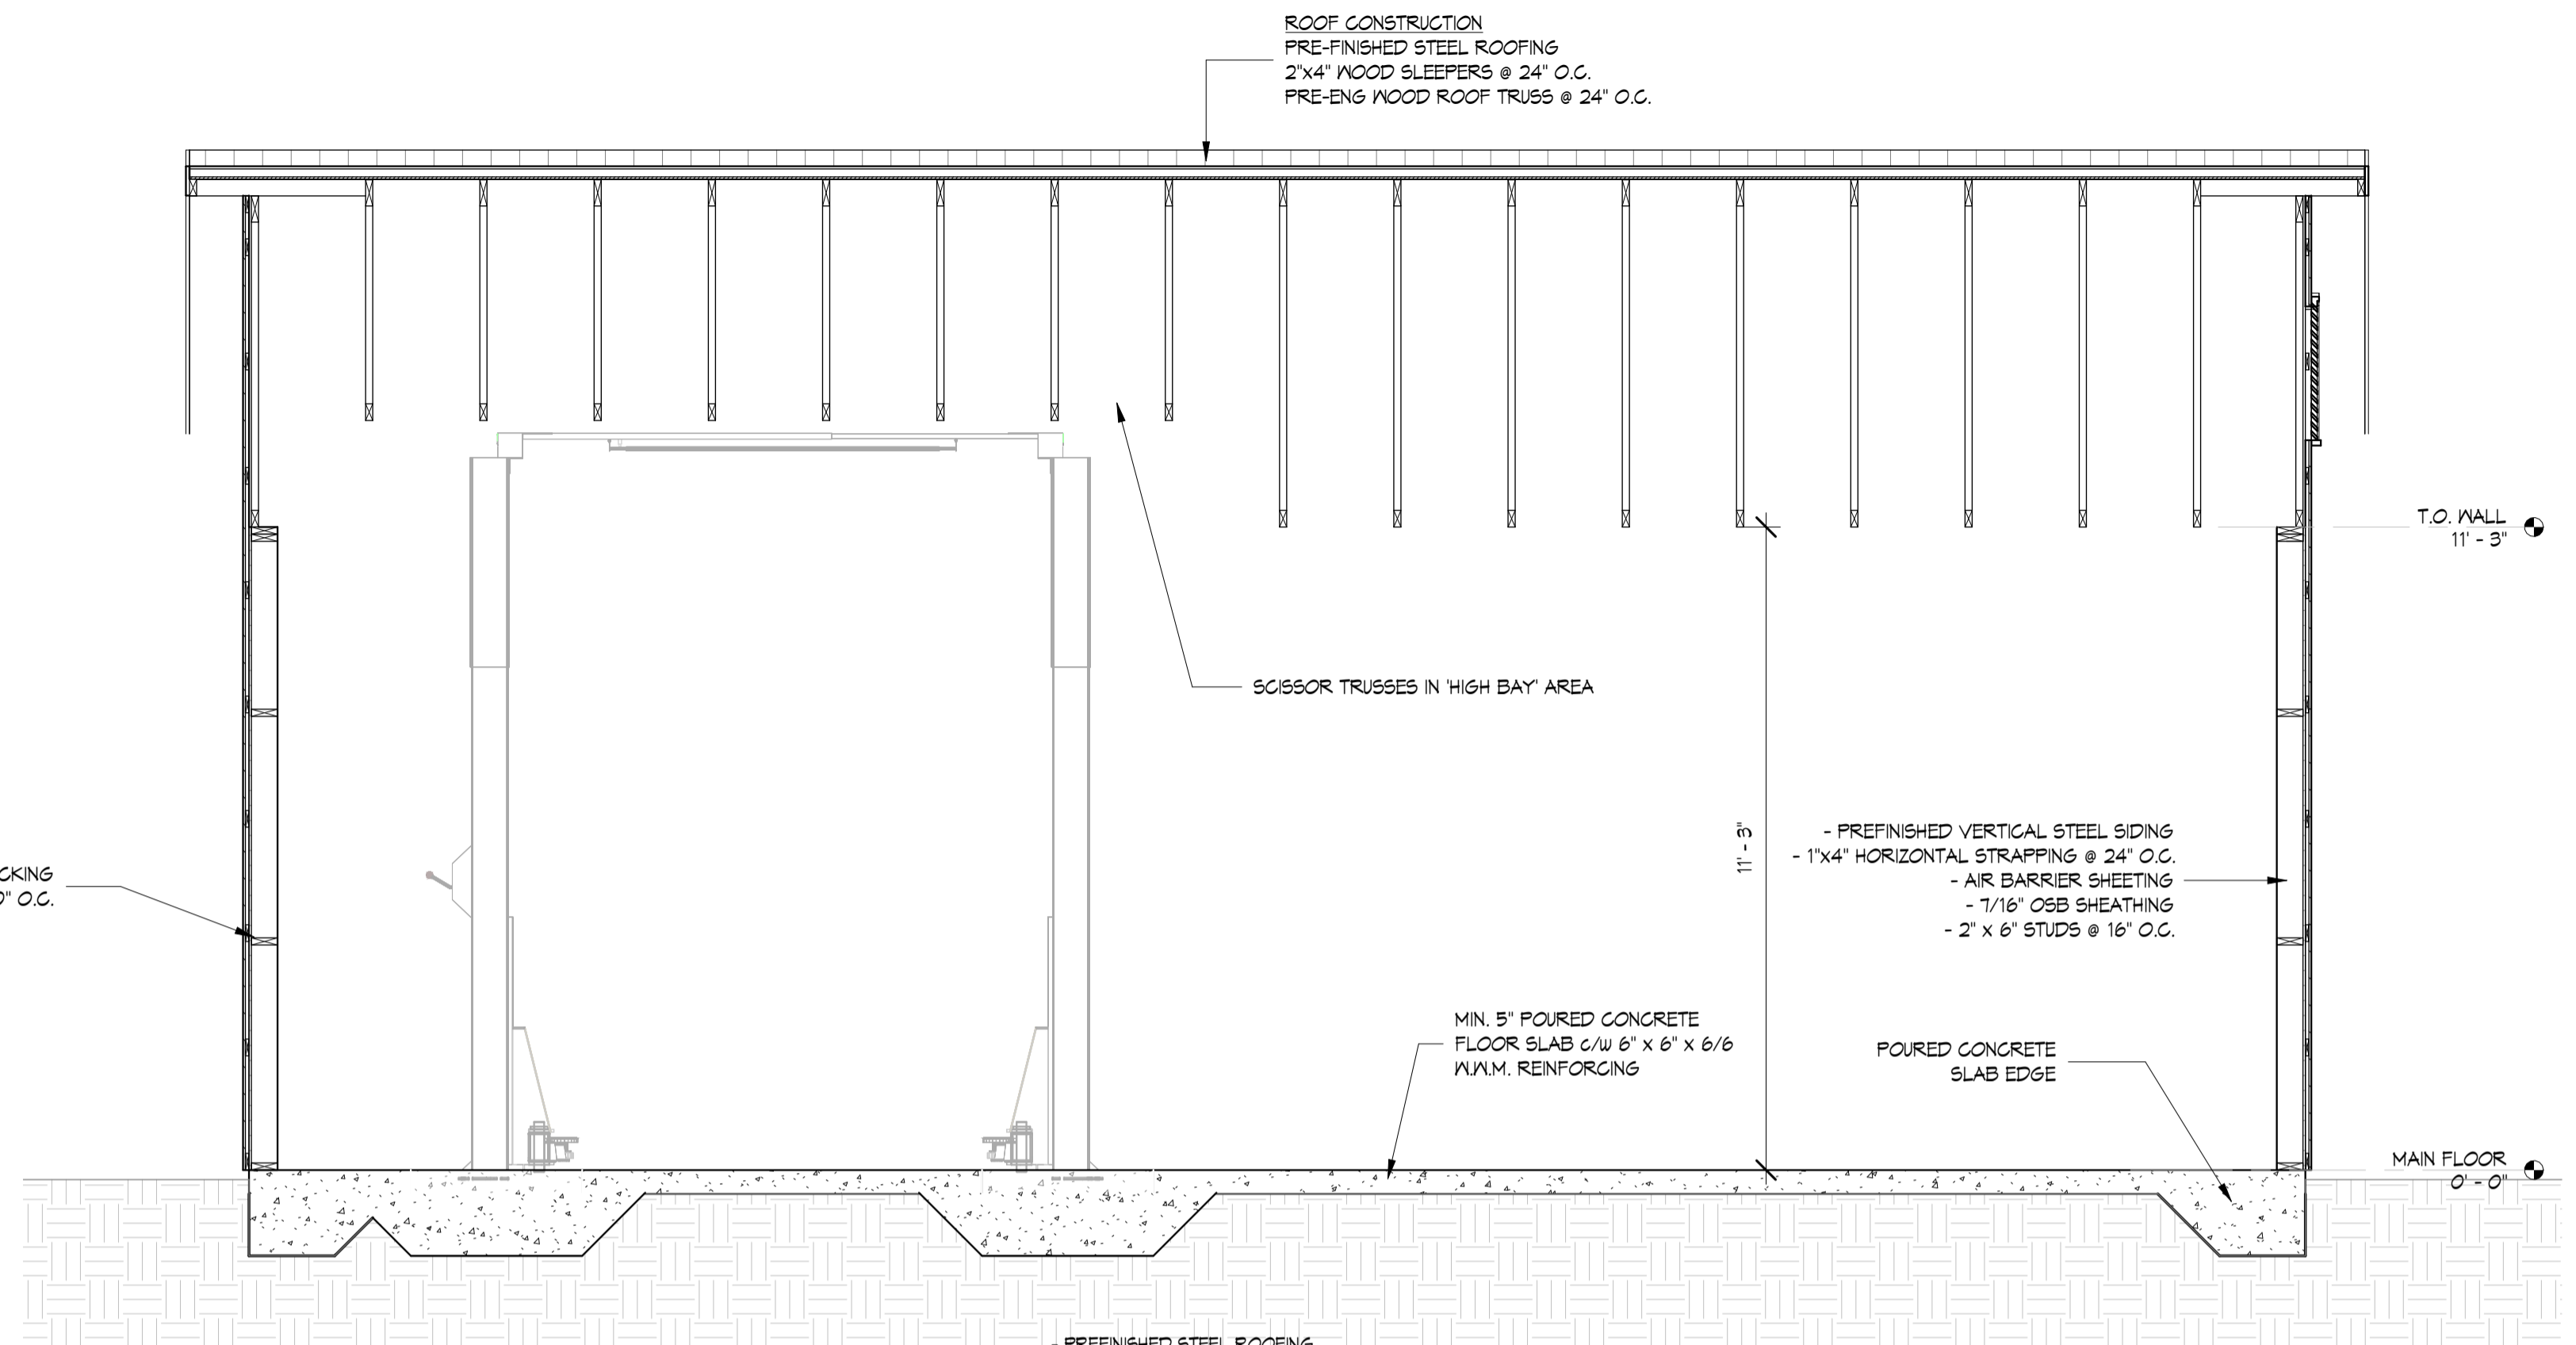 ROOF CONSTRUCTION
PRE-FINISHED STEEL ROOFING
2"x4" WOOD SLEEPERS @ 24" O.C.
PRE-ENG WOOD ROOF TRUSS @ 24" O.C.
T.O. WALL
11' - 3"
SCISSOR TRUSSES IN 'HIGH BAY' AREA
11' - 3"
- PREFINISHED VERTICAL STEEL SIDING
- 1"x4" HORIZONTAL STRAPPING @ 24" O.C.
- AIR BARRIER SHEETING
- 7/16" OSB SHEATHING
- 2" x 6" STUDS @ 16" O.C.
CKING
" O.C.
MIN. 5" POURED CONCRETE
FLOOR SLAB c/w 6" x 6" x 6/6
W.W.M. REINFORCING
POURED CONCRETE
SLAB EDGE
MAIN FLOOR
0' - 0"
- PREFINISHED STEEL ROOFING